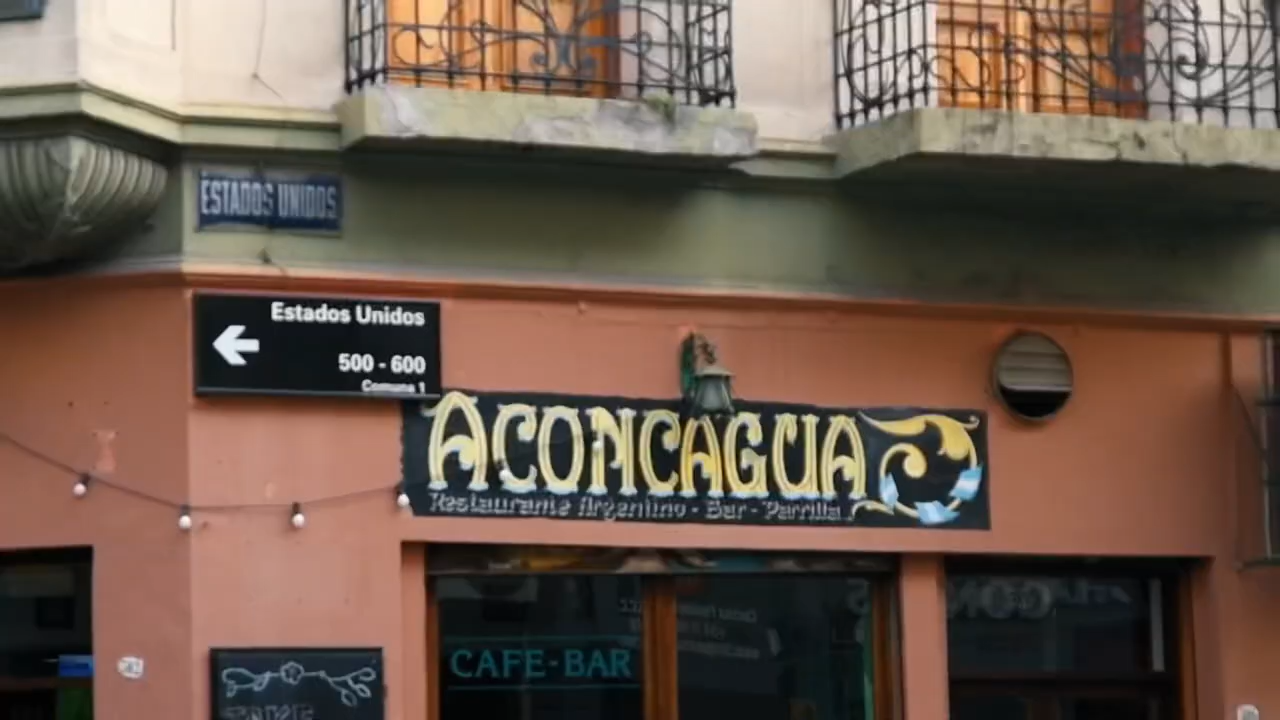 ESTADOS UNIDOS
Estados Unidos
500 - 600
Comuna 1
ACONCAGUA
Restaurante Argentino - Bar - Parrilla
CAFE-BAR